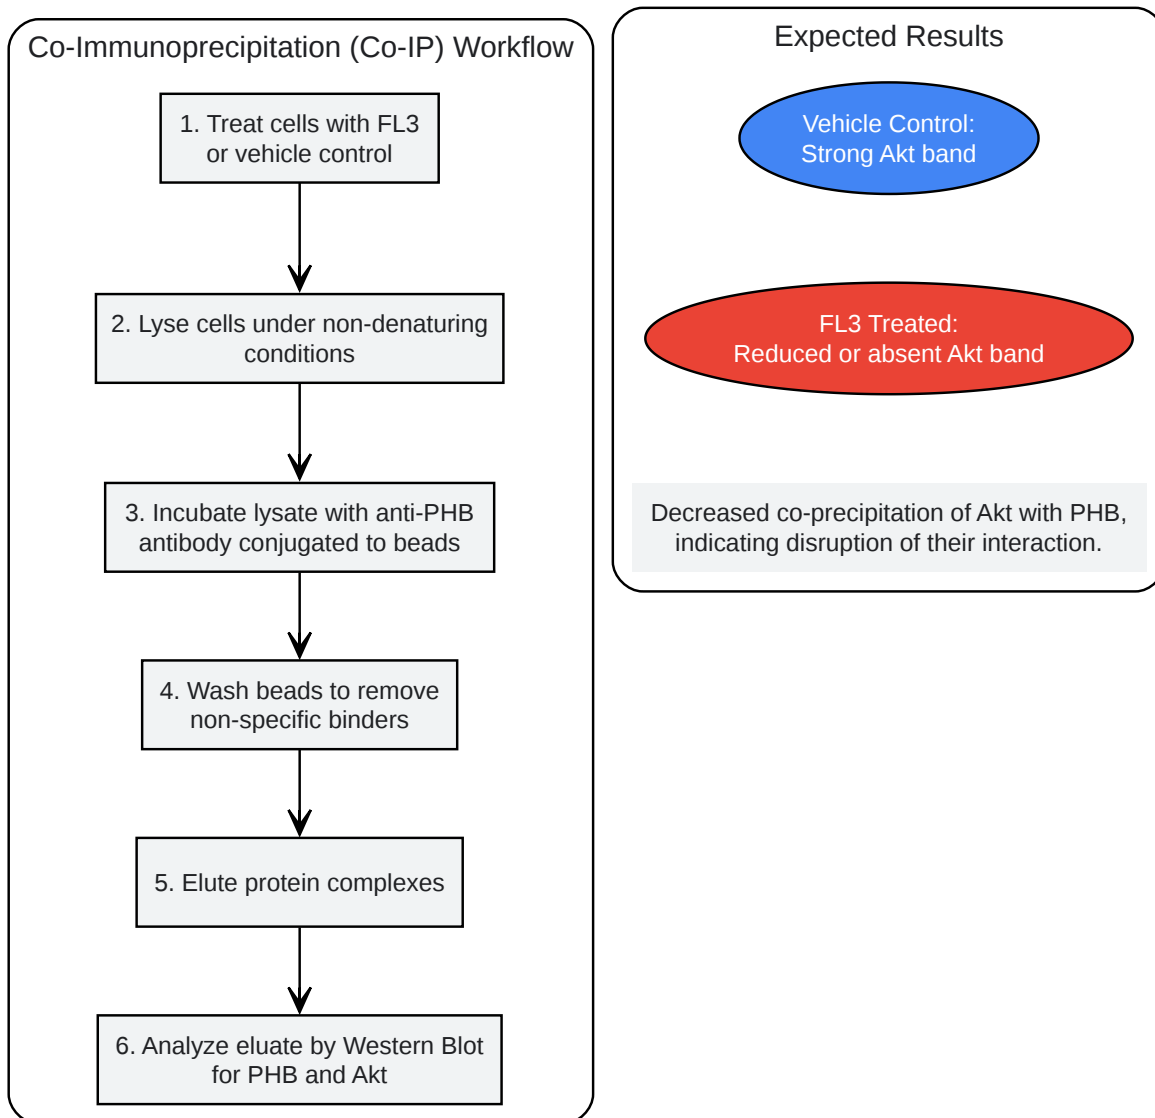 Co-Immunoprecipitation (Co-IP) Workflow
1. Treat cells with FL3
or vehicle control
2. Lyse cells under non-denaturing
conditions
3. Incubate lysate with anti-PHB
antibody conjugated to beads
4. Wash beads to remove
non-specific binders
5. Elute protein complexes
6. Analyze eluate by Western Blot
for PHB and Akt
Expected Results
Vehicle Control:
Strong Akt band
FL3 Treated:
Reduced or absent Akt band
Decreased co-precipitation of Akt with PHB,
indicating disruption of their interaction.